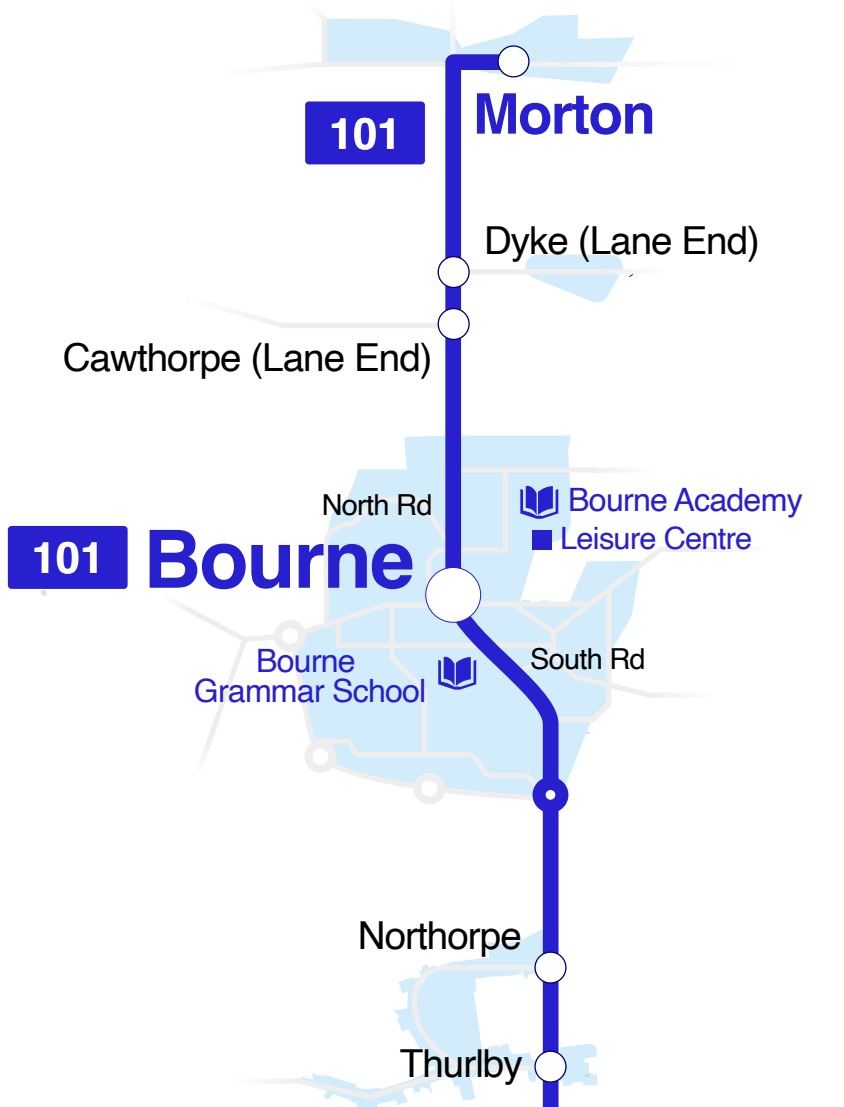 Morton
101
Dyke (Lane End)
Cawthorpe (Lane End)
North Rd
Bourne Academy
Leisure Centre
101 Bourne
South Rd
Bourne
Grammar School
Northorpe
Thurlby